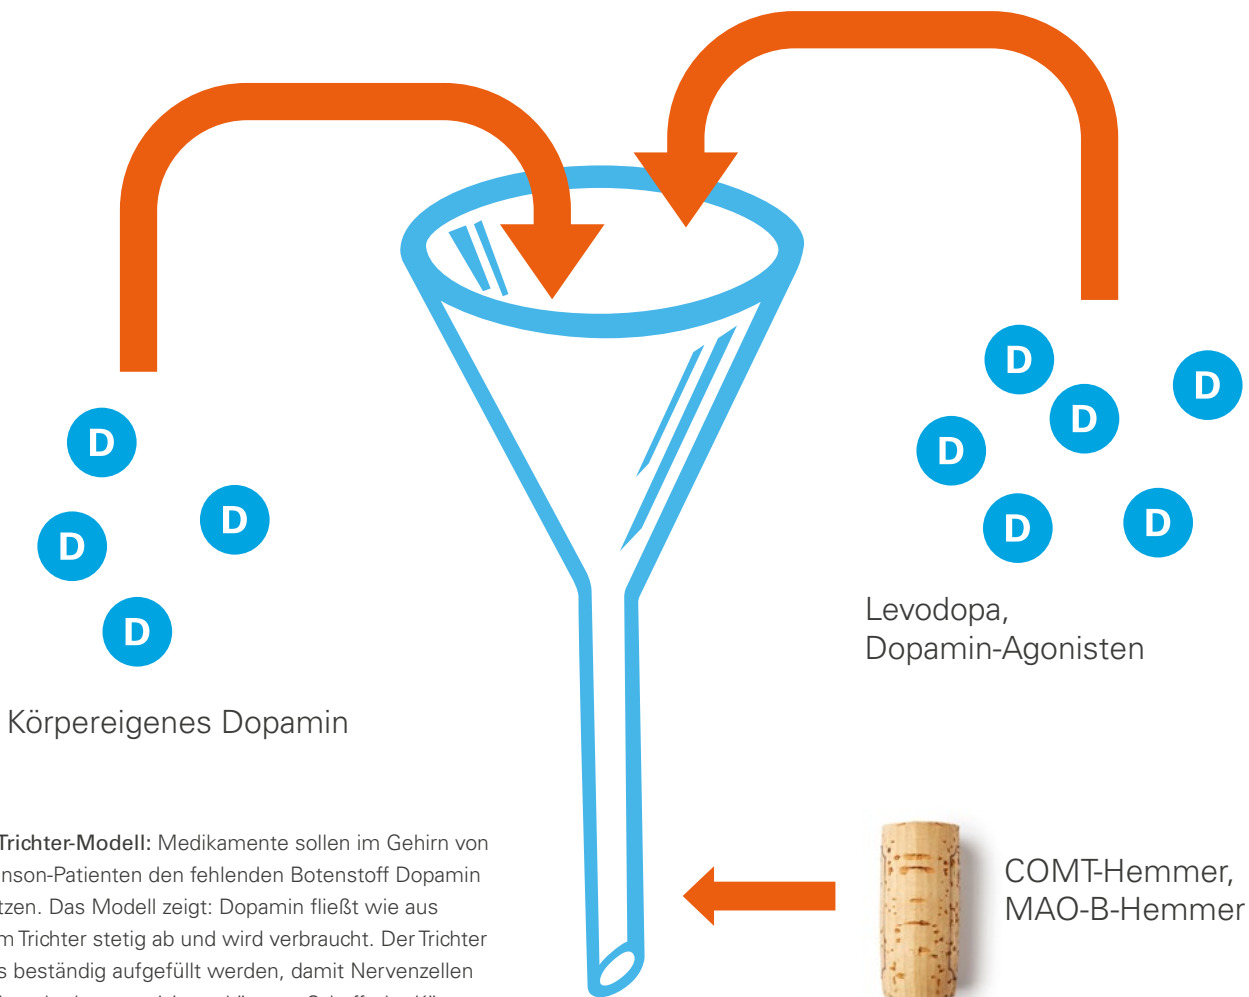 D
D
D
D
Körpereigenes Dopamin
D
D
D
D
D
D
Levodopa,
Dopamin-Agonisten
Trichter-Modell: Medikamente sollen im Gehirn von
nson-Patienten den fehlenden Botenstoff Dopamin
tzen. Das Modell zeigt: Dopamin fließt wie aus
m Trichter stetig ab und wird verbraucht. Der Trichter
s beständig aufgefüllt werden, damit Nervenzellen
COMT-Hemmer,
MAO-B-Hemmer